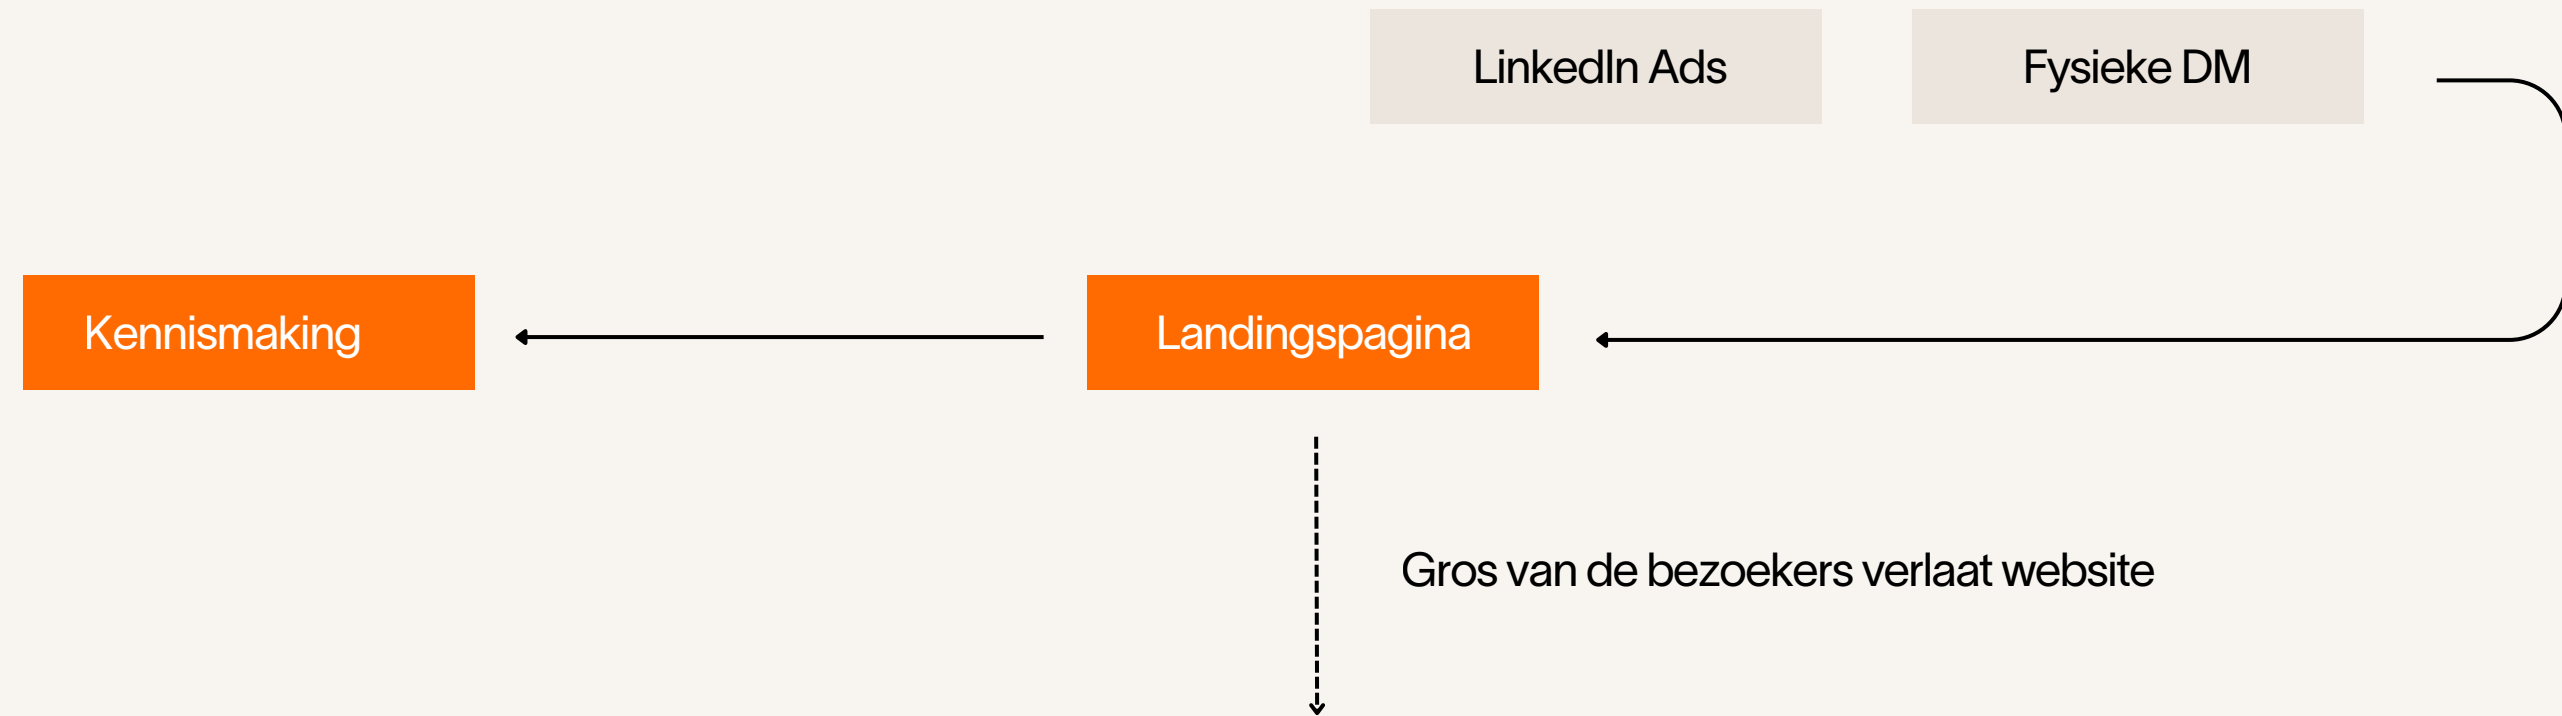 LinkedIn Ads
Fysieke DM
Kennismaking
Landingspagina
Gros van de bezoekers verlaat website